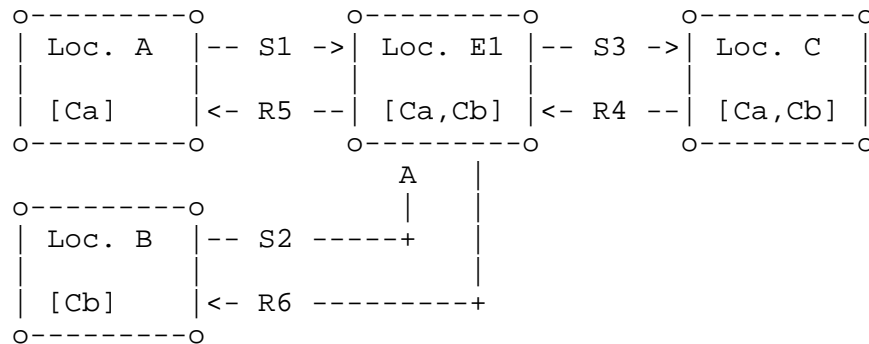 o---------o       o---------o       o---------o
| Loc. A  |-- S1 ->| Loc. E1 |-- S3 ->| Loc. C  |
|         |        |         |        |         |
| [Ca]    |<- R5 --| [Ca,Cb] |<- R4 --| [Ca,Cb] |
o---------o       o---------o       o---------o
                     A   |
o---------o          |   |
| Loc. B  |-- S2 -----+   |
|         |              |
| [Cb]    |<- R6 ---------+
o---------o